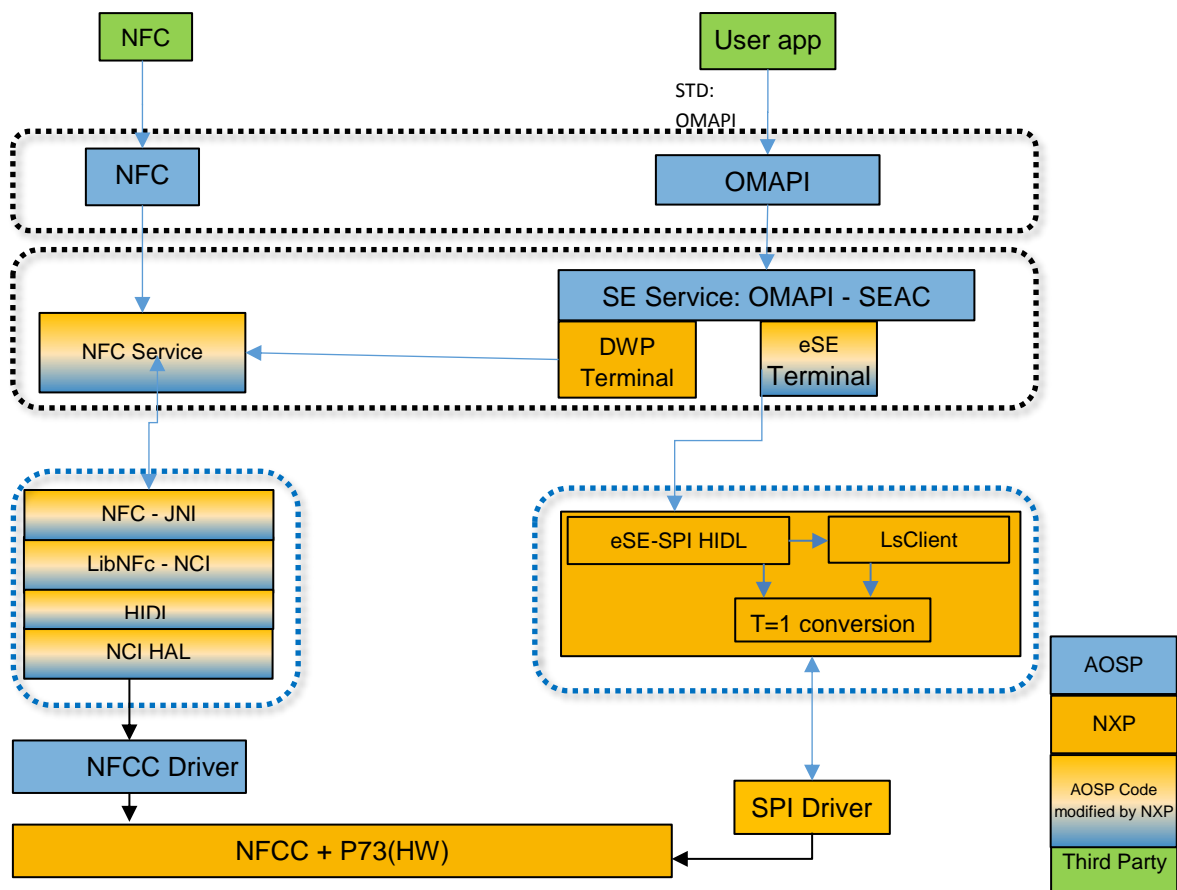 NFC
User app
STD:
OMAPI
NFC
OMAPI
SE Service: OMAPI - SEAC
NFC Service
DWP
Terminal
eSE
Terminal
NFC - JNI
LibNFc - NCI
HIDL
NCI HAL
eSE-SPI HIDL
LsClient
T=1 conversion
NFCC Driver
SPI Driver
NFCC + P73(HW)
AOSP
NXP
AOSP Code
modified by NXP
Third Party